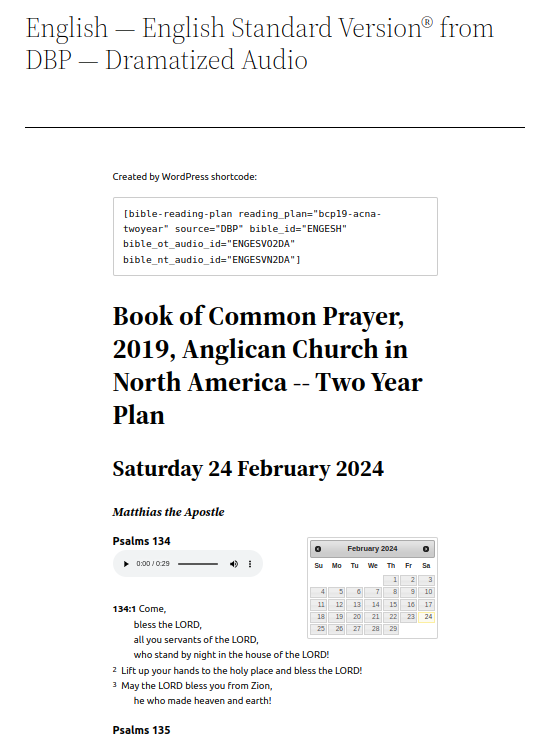 English — English Standard Version® from
DBP — Dramatized Audio
Created by WordPress shortcode:
[bible-reading-plan reading_plan="bcp19-acna-
twoyear" source="DBP" bible_id="ENGESH"
bible_ot_audio_id="ENGESVO2DA"
bible_nt_audio_id="ENGESVN2DA"]
Book of Common Prayer,
2019, Anglican Church in
North America -- Two Year
Plan
Saturday 24 February 2024
Matthias the Apostle
Psalms 134
0:00 / 0:29
February 2024
Su Mo Tu We Th Fr Sa
1 2 3
4 5 6 7 8 9 10
11 12 13 14 15 16 17
18 19 20 21 22 23 24
25 26 27 28 29
134:1 Come,
bless the LORD,
all you servants of the LORD,
who stand by night in the house of the LORD!
2 Lift up your hands to the holy place and bless the LORD!
3 May the LORD bless you from Zion,
he who made heaven and earth!
Psalms 135